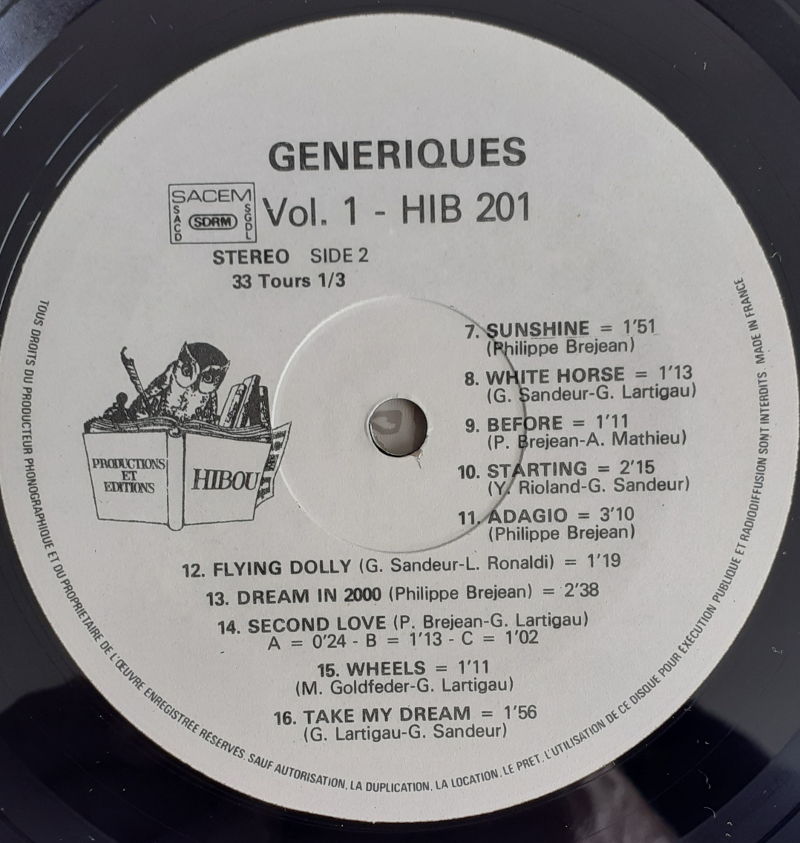 GENERIQUES
SACEM
SACD
SDRM
SGDL
Vol. 1 - HIB 201
STEREO SIDE 2
33 Tours 1/3
PRODUCTIONS
ET
EDITIONS
HIBOU
7. SUNSHINE = 1'51
(Philippe Brejean)
8. WHITE HORSE = 1'13
(G. Sandeur-G. Lartigau)
9. BEFORE = 1'11
(P. Brejean-A. Mathieu)
10. STARTING = 2'15
(Y. Rioland-G. Sandeur)
11. ADAGIO = 3'10
(Philippe Brejean)
12. FLYING DOLLY (G. Sandeur-L. Ronaldi) = 1'19
13. DREAM IN 2000 (Philippe Brejean) = 2'38
14. SECOND LOVE (P. Brejean-G. Lartigau)
A = 0'24 - B = 1'13 - C = 1'02
15. WHEELS = 1'11
(M. Goldfeder-G. Lartigau)
16. TAKE MY DREAM = 1'56
(G. Lartigau-G. Sandeur)
TOUS DROITS DU PRODUCTEUR PHONOGRAPHIQUE ET DU PROPRIETAIRE DE L'ŒUVRE ENREGISTREE RESERVES. SAUF AUTORISATION, LA DUPLICATION, LA LOCATION, LE PRET, L'UTILISATION DE CE DISQUE POUR EXECUTION PUBLIQUE ET RADIODIFFUSION SONT INTERDITS MADE IN FRANCE